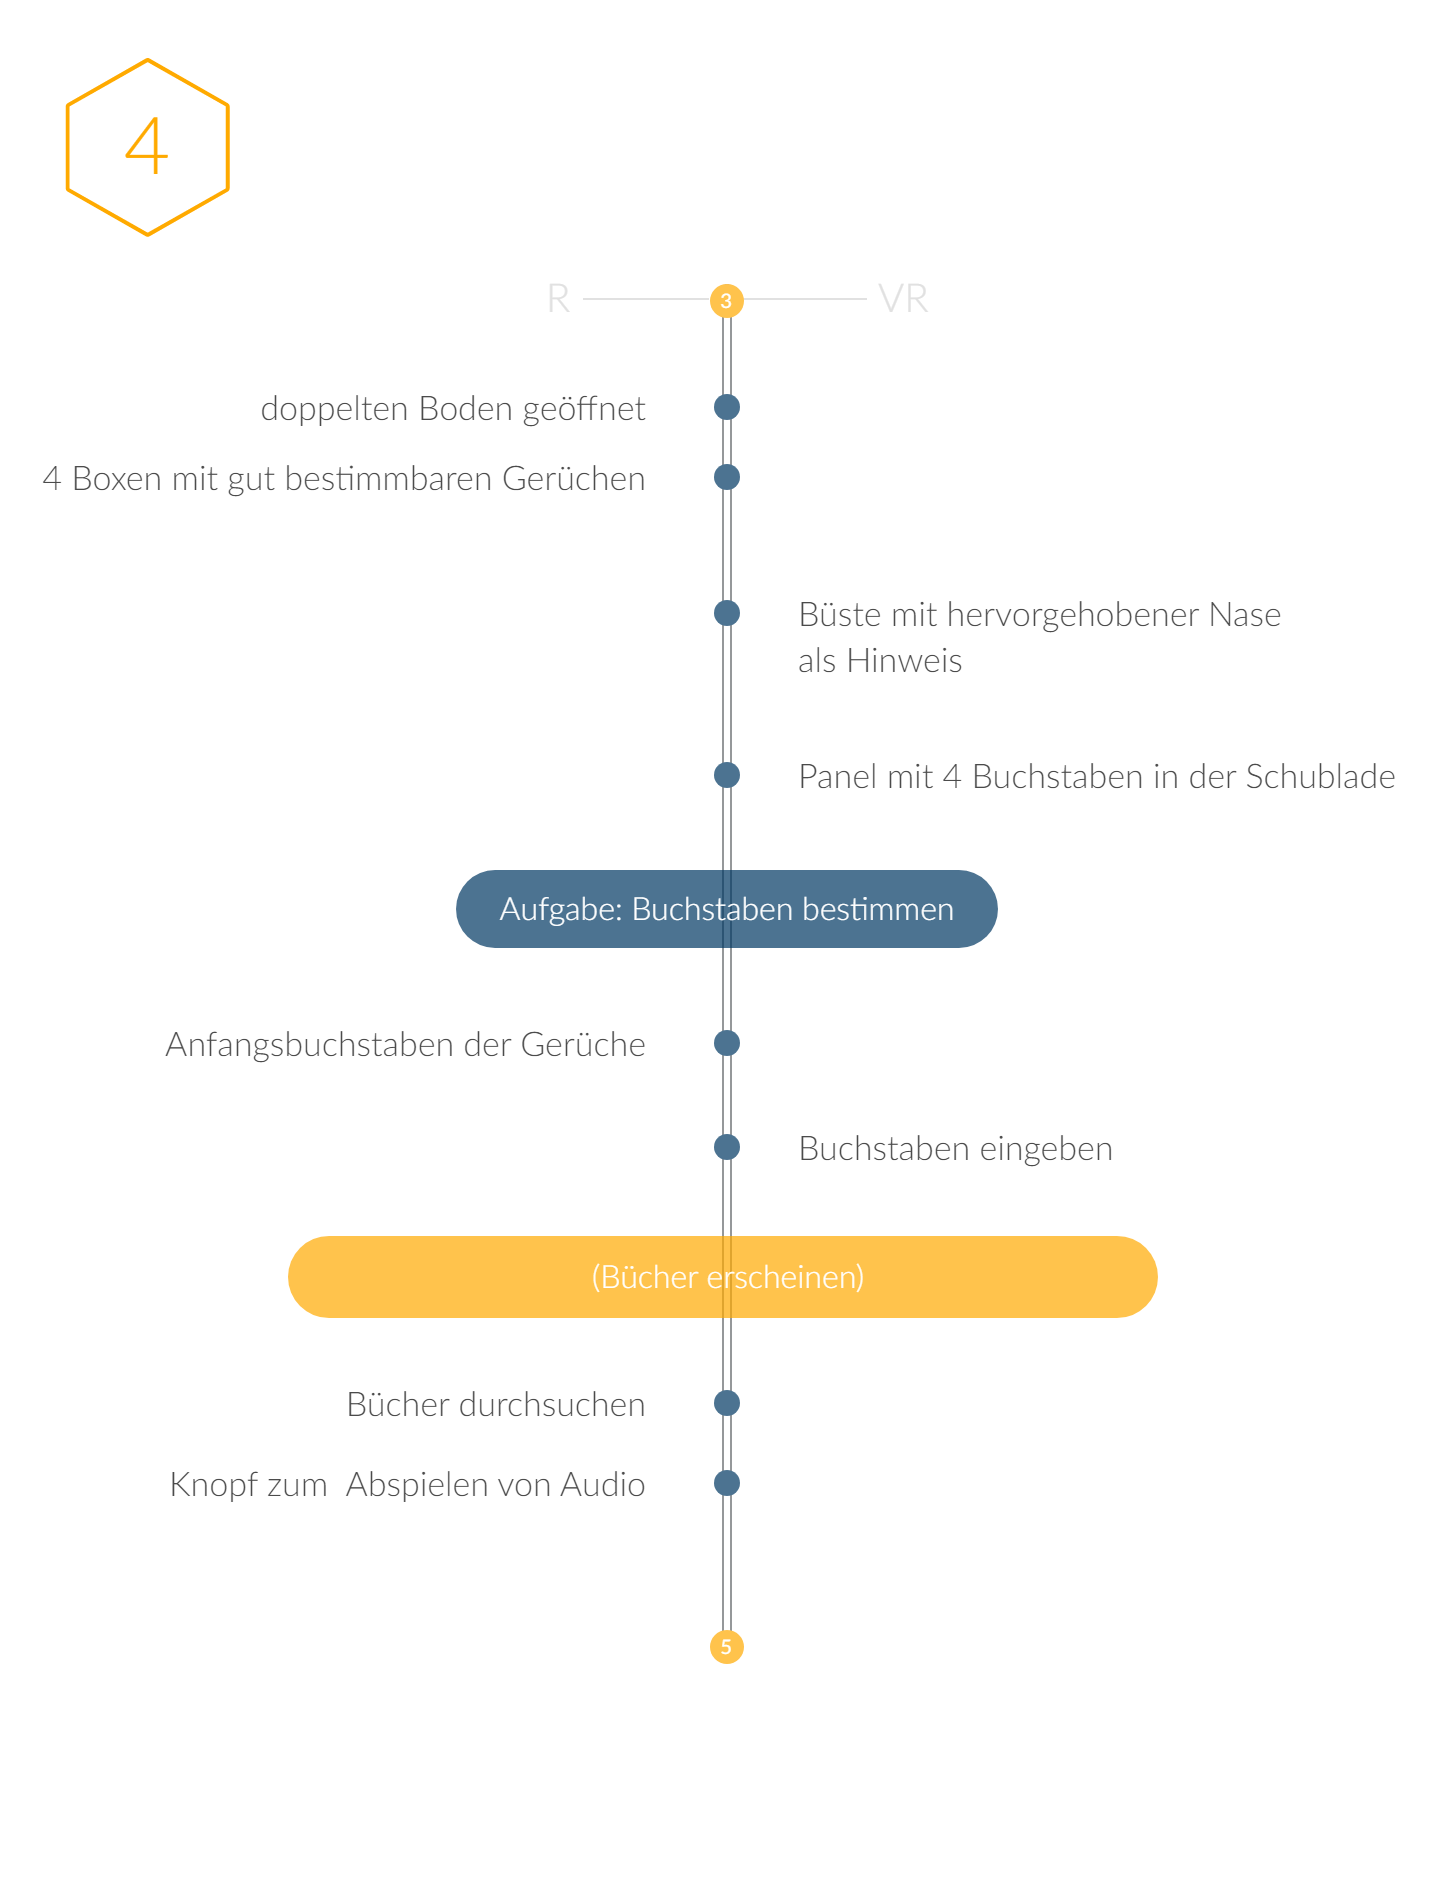 4
R 3 VR
doppelten Boden geöffnet
4 Boxen mit gut bestimmbaren Gerüchen
Büste mit hervorgehobener Nase
als Hinweis
Panel mit 4 Buchstaben in der Schublade
Aufgabe: Buchstaben bestimmen
Anfangsbuchstaben der Gerüche
Buchstaben eingeben
(Bücher erscheinen)
Bücher durchsuchen
Knopf zum  Abspielen von Audio
5